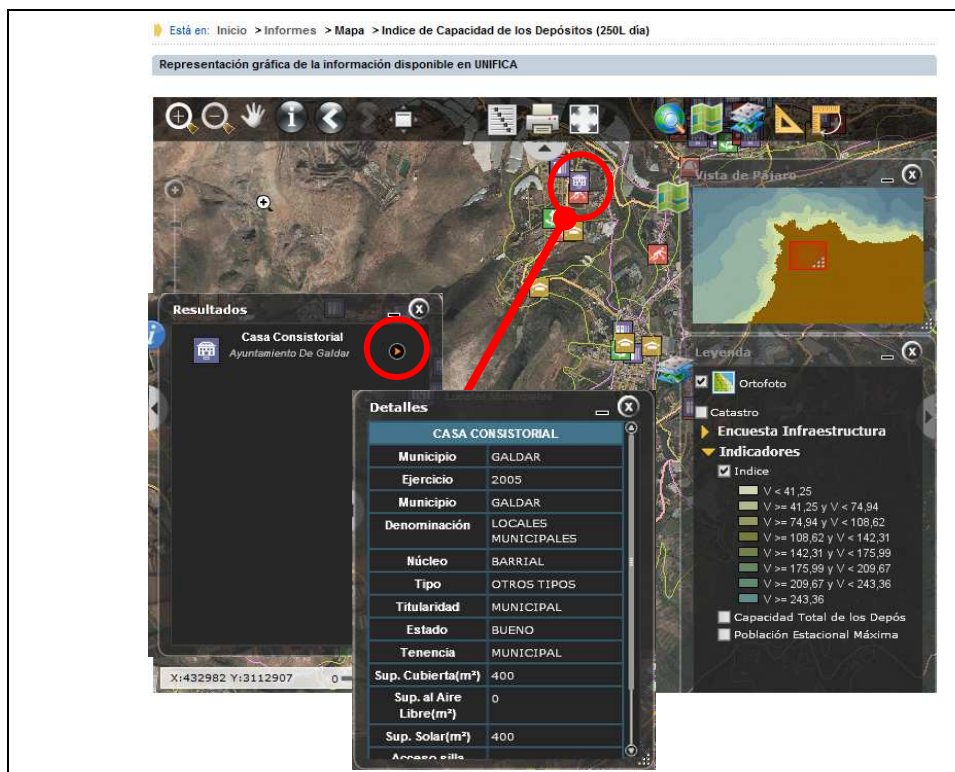 Está en: Inicio > Informes > Mapa > Indice de Capacidad de los Depósitos (250L día)
Representación gráfica de la información disponible en UNIFICA
Vista de Pájaro
Resultados
Casa Consistorial
Ayuntamiento De Galdar
Locales Municipales
Detalles
CASA CONSISTORIAL
Municipio GALDAR
Ejercicio 2005
Municipio GALDAR
Denominación LOCALES
MUNICIPALES
Núcleo BARRIAL
Tipo OTROS TIPOS
Titularidad MUNICIPAL
Estado BUENO
Tenencia MUNICIPAL
Sup. Cubierta(m²) 400
Sup. al Aire
Libre(m²) 0
Sup. Solar(m²) 400
Acceso silla
Leyenda
Ortofoto
Catastro
Encuesta Infraestructura
Indicadores
Indice
V < 41,25
V >= 41,25 y V < 74,94
V >= 74,94 y V < 108,62
V >= 108,62 y V < 142,31
V >= 142,31 y V < 175,99
V >= 175,99 y V < 209,67
V >= 209,67 y V < 243,36
V >= 243,36
Capacidad Total de los Depós
Población Estacional Máxima
X:432982 Y:3112907 0